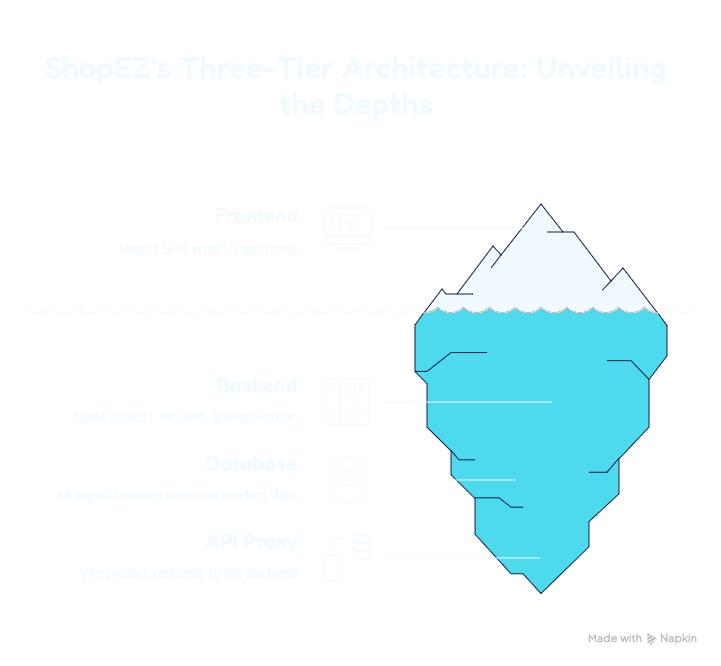 ShopEZ's Three-Tier Architecture: Unveiling
the Depths
Frontend
React SPA with UI sections
Backend
Node.js REST API with authentication
Database
MongoDB storing user and product data
API Proxy
Vite proxies requests to the backend
Made with Napkin